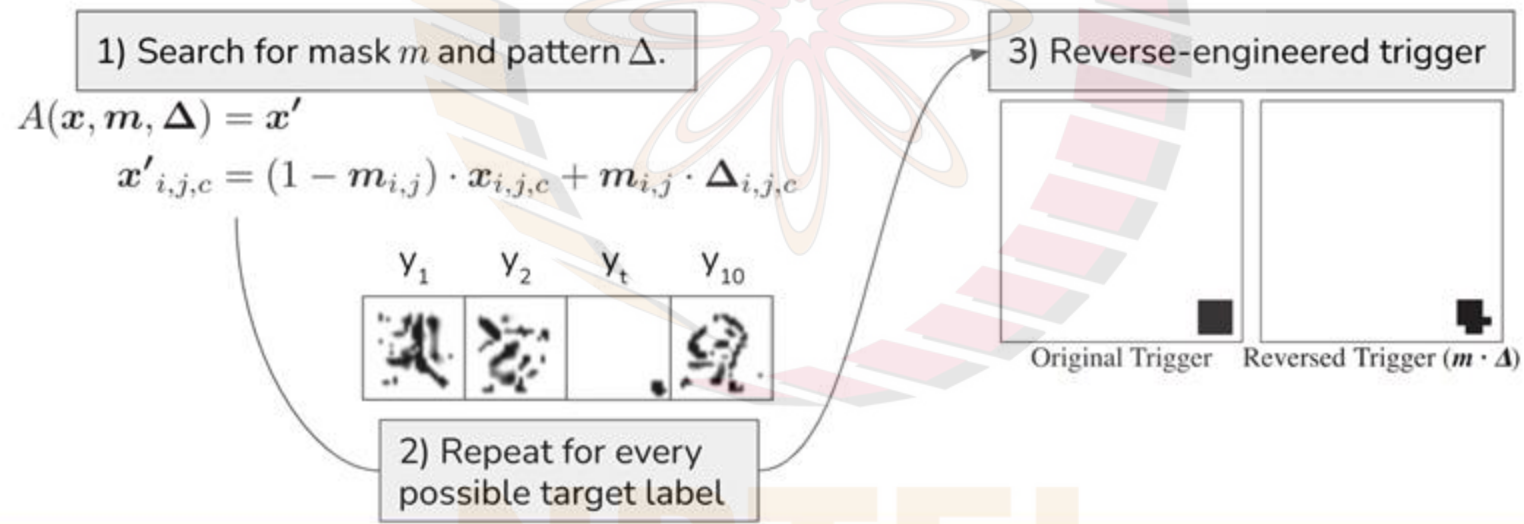 1) Search for mask m and pattern Δ.
A(x, m, Δ) = x′
x′i,j,c = (1 − mi,j) · xi,j,c + mi,j · Δi,j,c
y1 y2 yt y10
2) Repeat for every
possible target label
3) Reverse-engineered trigger
Original Trigger
Reversed Trigger (m · Δ)